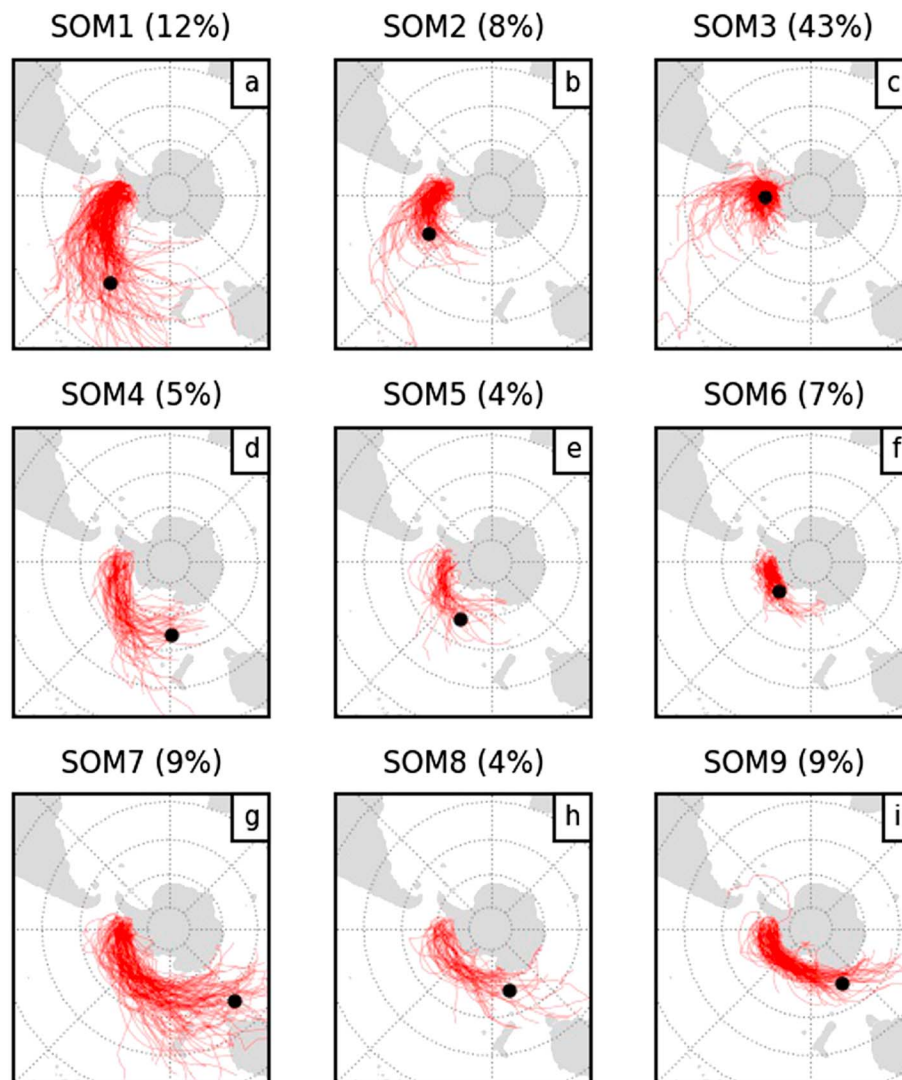 SOM1 (12%) SOM2 (8%) SOM3 (43%)
a b c
SOM4 (5%) SOM5 (4%) SOM6 (7%)
d e f
SOM7 (9%) SOM8 (4%) SOM9 (9%)
g h i